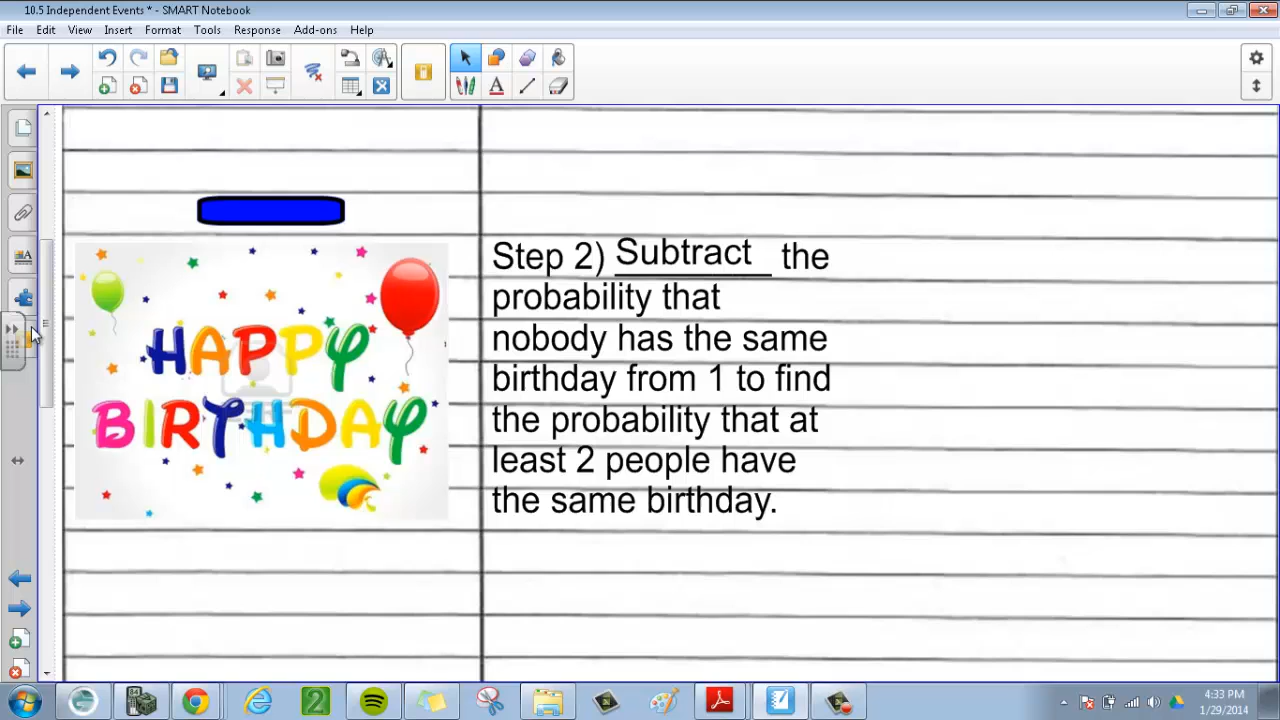 10.5 Independent Events * - SMART Notebook
File Edit View Insert Format Tools Response Add-ons Help
HAPPY
BIRTHDAY
Step 2) Subtract the
probability that
nobody has the same
birthday from 1 to find
the probability that at
least 2 people have
the same birthday.
4:33 PM
1/29/2014